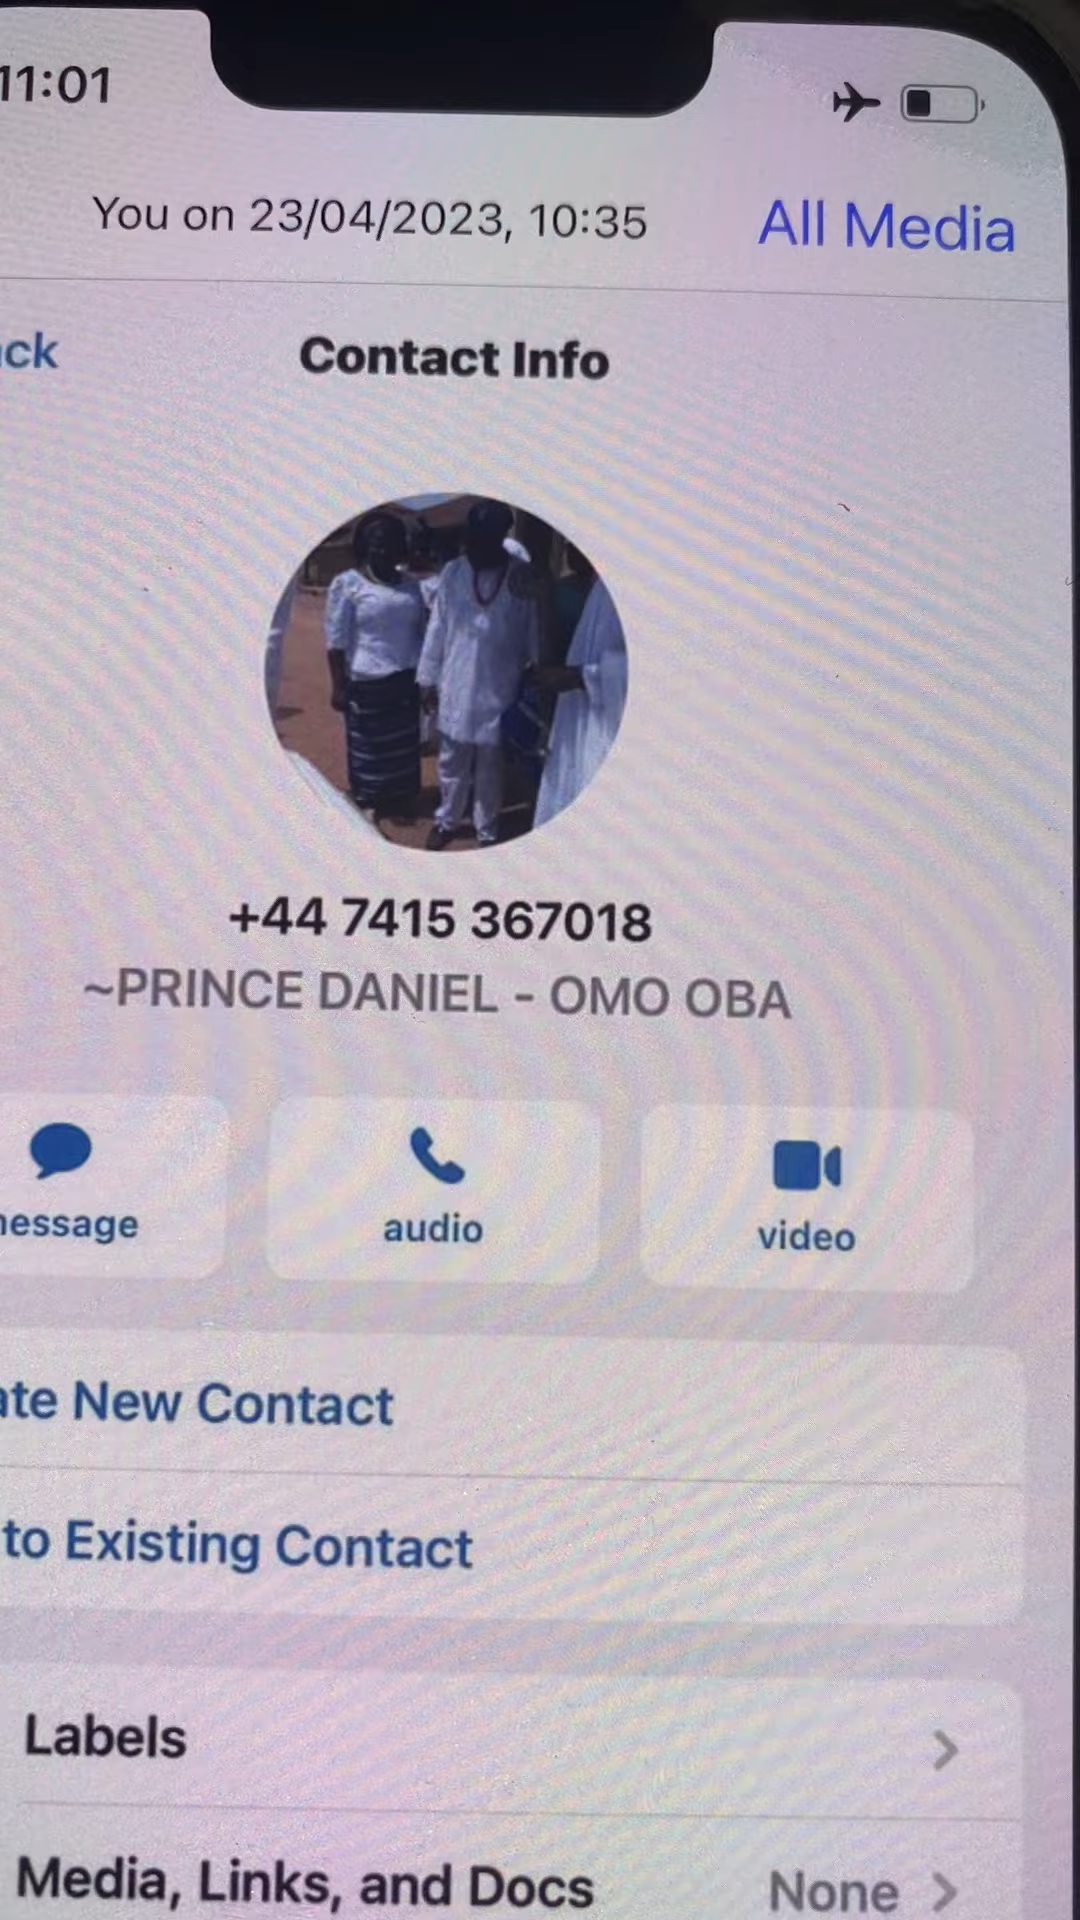 11:01
You on 23/04/2023, 10:35
All Media
ck
Contact Info
+44 7415 367018
~PRINCE DANIEL - OMO OBA
essage
audio
video
ate New Contact
to Existing Contact
Labels
Media, Links, and Docs None